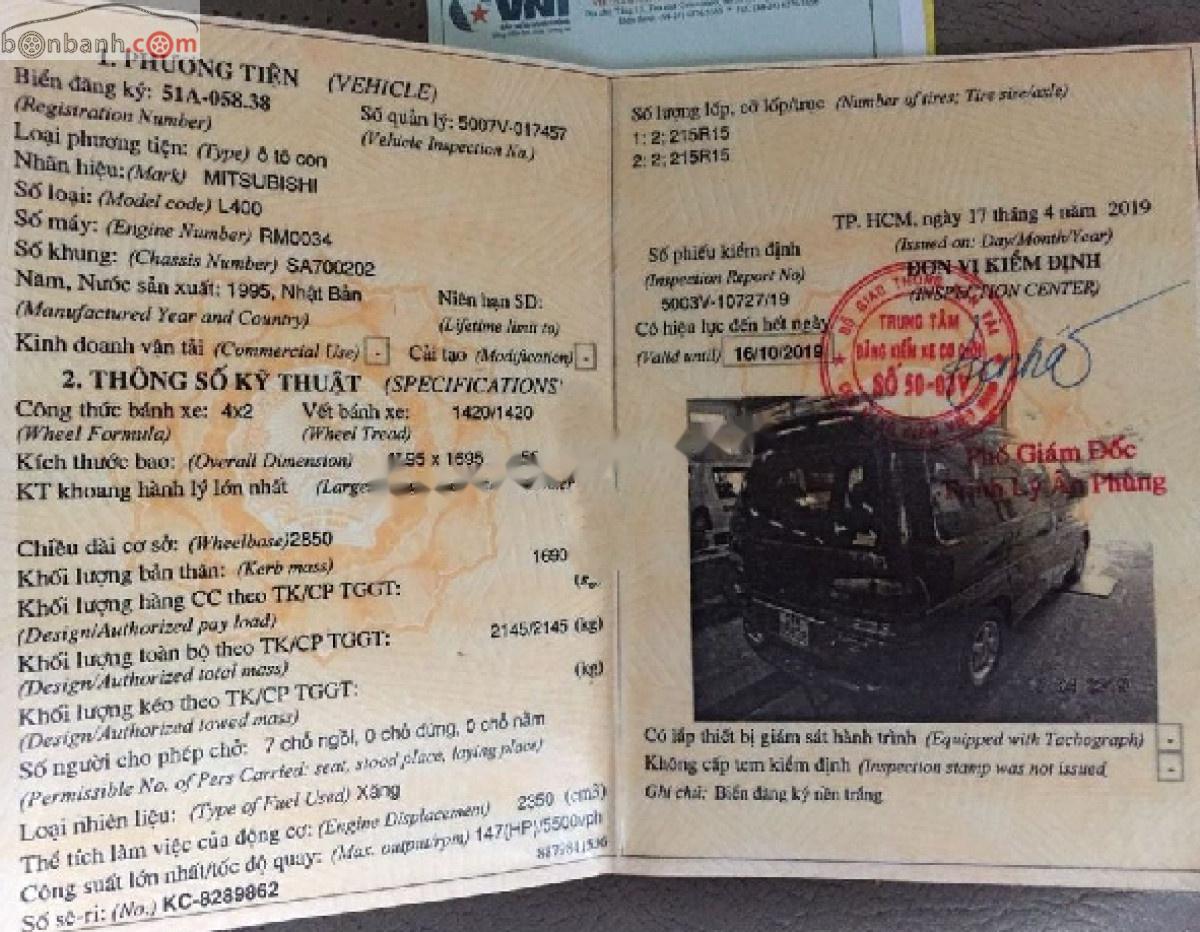 bonbanh.com
VNI
1. PHƯƠNG TIỆN (VEHICLE)
Biển đăng ký: 51A-058.38
(Registration Number)
Số quản lý: 5007V-017457
(Vehicle Inspection No.)
Loại phương tiện: (Type) ô tô con
Nhãn hiệu: (Mark) MITSUBISHI
Số loại: (Model code) L400
Số máy: (Engine Number) RM0034
Số khung: (Chassis Number) SA700202
Năm, Nước sản xuất: 1995, Nhật Bản
Niên hạn SD:
(Manufactured Year and Country)
(Lifetime limit to)
Kinh doanh vận tải (Commercial Use) - Cải tạo (Modification) -
2. THÔNG SỐ KỸ THUẬT (SPECIFICATIONS
Công thức bánh xe: 4x2 Vết bánh xe: 1420/1420
(Wheel Formula) (Wheel Tread)
Kích thước bao: (Overall Dimension) 95 x 1695
KT khoang hành lý lớn nhất
Chiều dài cơ sở: (Wheelbase) 2850
Khối lượng bản thân: (Kerb mass) 1690
Khối lượng hàng CC theo TK/CP TGGT:
(Design/Authorized pay load)
Khối lượng toàn bộ theo TK/CP TGGT: 2145/2145 (kg)
(Design/Authorized total mass)
Khối lượng kéo theo TK/CP TGGT: (kg)
(Design/Authorized towed mass)
Số người cho phép chở: 7 chỗ ngồi, 0 chỗ đứng, 0 chỗ nằm
(Permissible No. of Pers Carried: seat, stood place, laying place)
Loại nhiên liệu: (Type of Fuel Used) Xăng
Thể tích làm việc của động cơ: (Engine Displacement) 2350 (cm3)
Công suất lớn nhất/tốc độ quay: (Max. output/rpm) 147(HP)/5500vph
Số sê-ri: (No.) KC-8289862
Số lượng lốp, cỡ lốp/trục (Number of tires; Tire size/axle)
1: 2; 215R15
2: 2; 215R15
TP. HCM, ngày 17 tháng 4 năm 2019
(Issued on: Day/Month/Year)
Số phiếu kiểm định
ĐƠN VỊ KIỂM ĐỊNH
(Inspection Report No)
(INSPECTION CENTER)
5003V-10727/19
Có hiệu lực đến hết ngày
(Valid until) 16/10/2019
BỘ GIAO THÔNG VẬN TẢI
TRUNG TÂM
ĐĂNG KIỂM XE CƠ GIỚI
SỐ 50-03V
Phó Giám Đốc
Ân Phùng
Có lắp thiết bị giám sát hành trình (Equipped with Tachograph) -
Không cấp tem kiểm định (Inspection stamp was not issued -
Ghi chú: Biển đăng ký nền trắng